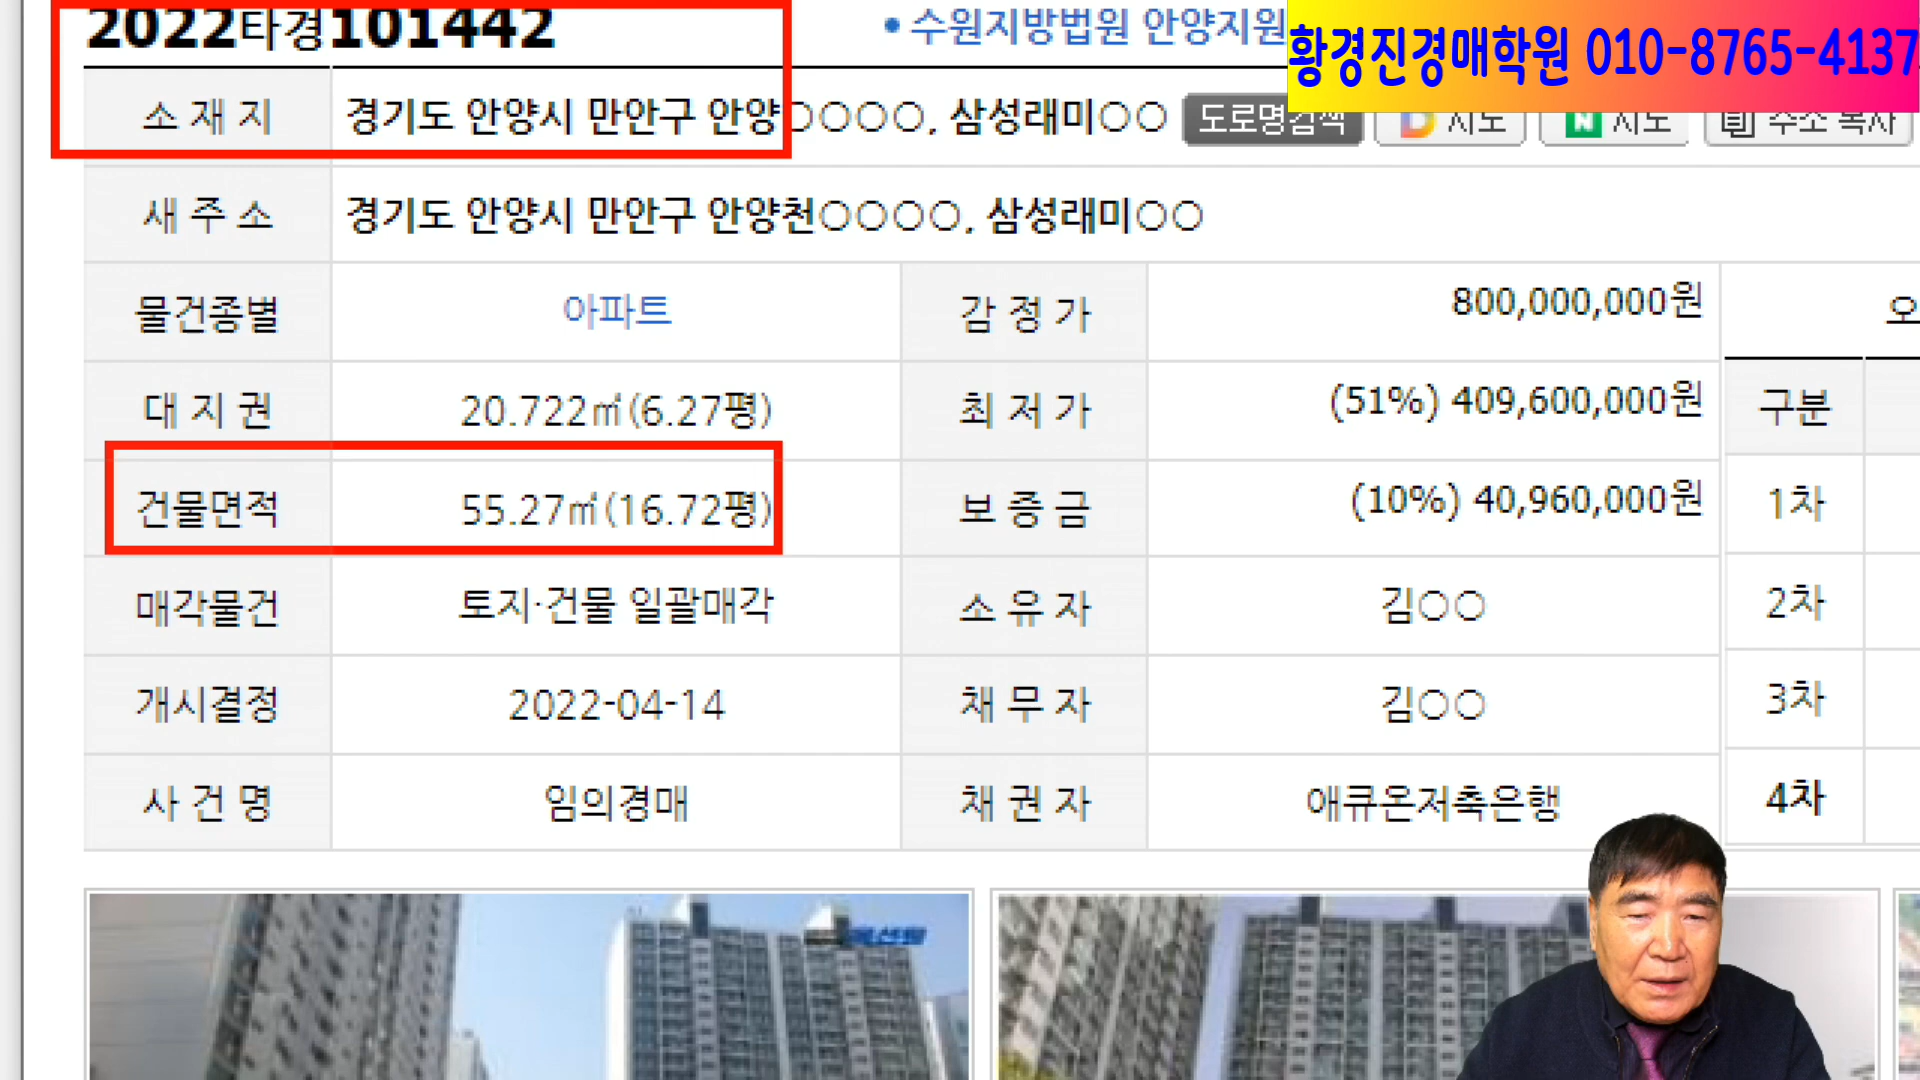 2022타경101442
• 수원지방법원 안양지원
황경진경매학원 010-8765-4137
소 재 지 경기도 안양시 만안구 안양○○○○, 삼성래미○○ 도로명검색 D 지도 N 지도 주소 복사
새 주 소 경기도 안양시 만안구 안양천○○○○, 삼성래미○○
물건종별 아파트 감 정 가 800,000,000원 오
대 지 권 20.722㎡(6.27평) 최 저 가 (51%) 409,600,000원 구분
건물면적 55.27㎡(16.72평) 보 증 금 (10%) 40,960,000원 1차
매각물건 토지·건물 일괄매각 소 유 자 김○○ 2차
개시결정 2022-04-14 채 무 자 김○○ 3차
사 건 명 임의경매 채 권 자 애큐온저축은행 4차